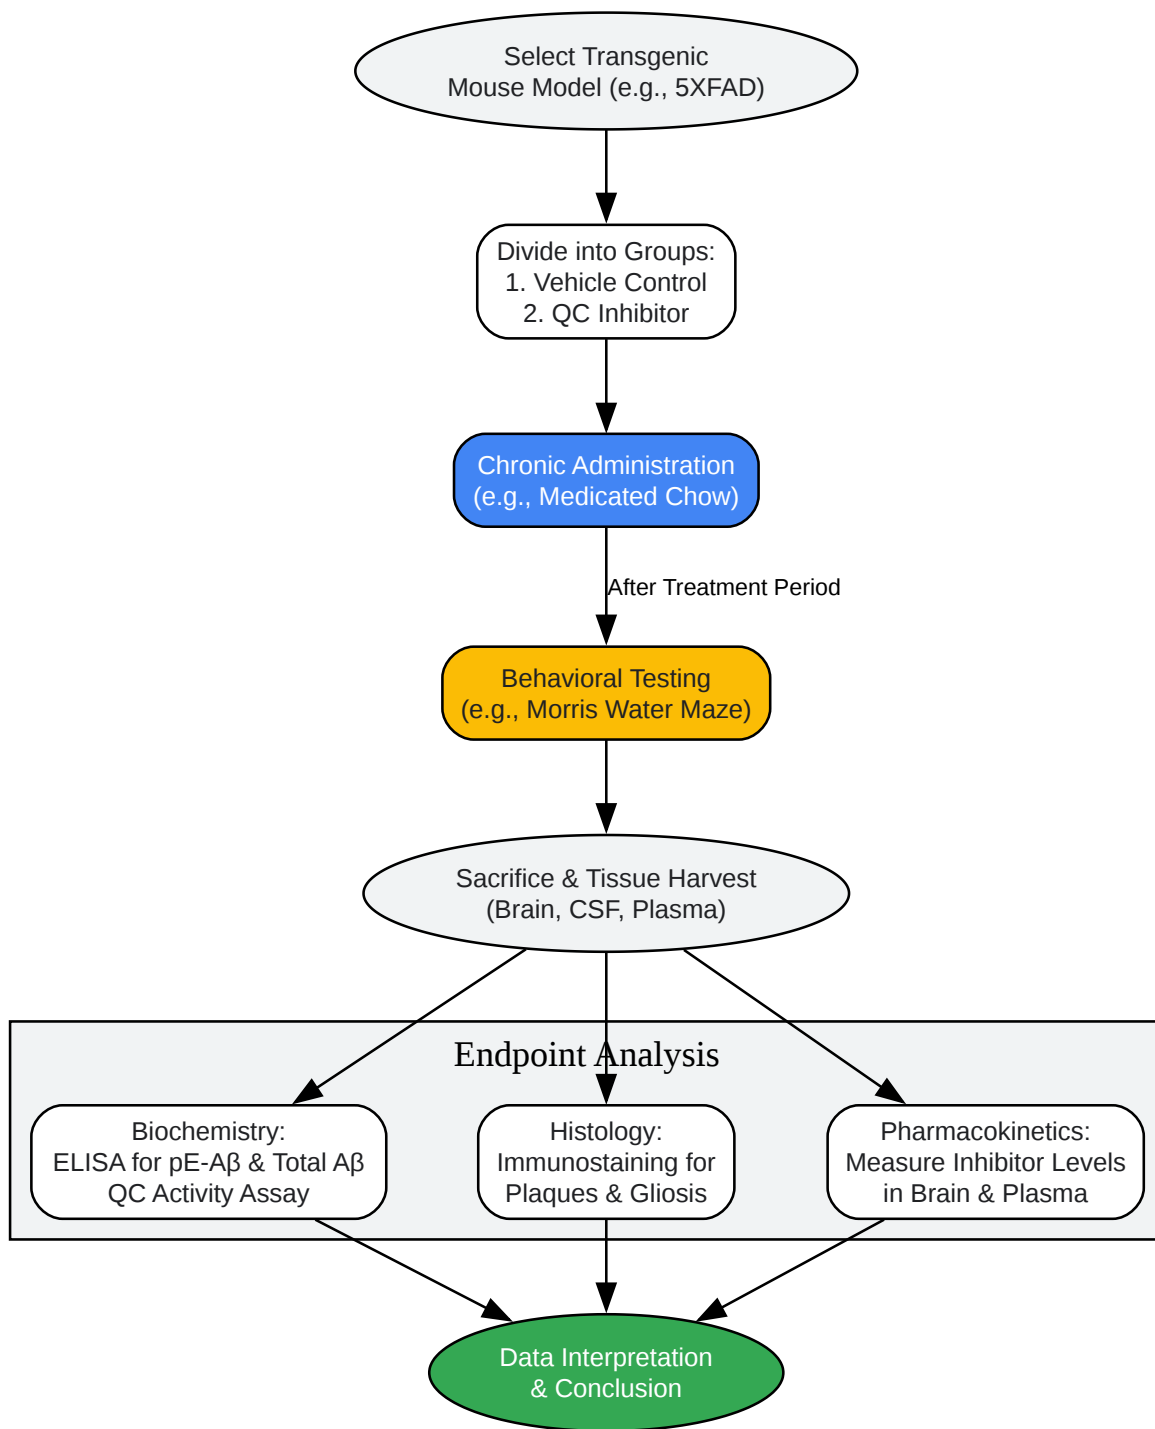 Select Transgenic
Mouse Model (e.g., 5XFAD)
Divide into Groups:
1. Vehicle Control
2. QC Inhibitor
Chronic Administration
(e.g., Medicated Chow)
After Treatment Period
Behavioral Testing
(e.g., Morris Water Maze)
Sacrifice & Tissue Harvest
(Brain, CSF, Plasma)
Endpoint Analysis
Biochemistry:
ELISA for pE-Aβ & Total Aβ
QC Activity Assay
Histology:
Immunostaining for
Plaques & Gliosis
Pharmacokinetics:
Measure Inhibitor Levels
in Brain & Plasma
Data Interpretation
& Conclusion